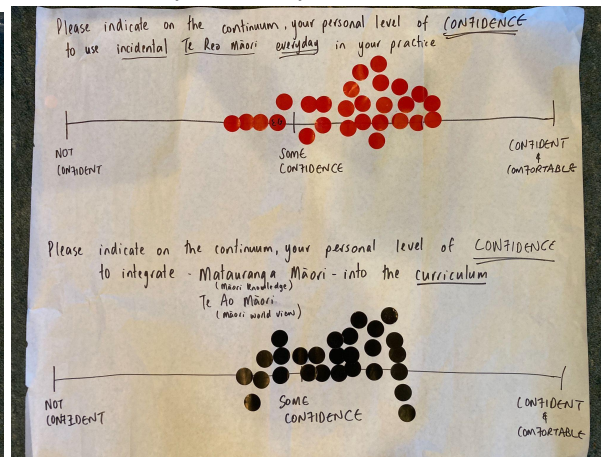 Please indicate on the continuum, your personal level of CONFIDENCE
to use incidental Te Reo Māori everyday in your practice
NOT
CONFIDENT
SOME
CONFIDENCE
CONFIDENT
&
COMFORTABLE
Please indicate on the continuum, your personal level of CONFIDENCE
to integrate - Matauranga Māori - into the curriculum
(Māori Knowledge)
Te Ao Māori
(Māori world view)
NOT
CONFIDENT
SOME
CONFIDENCE
CONFIDENT
&
COMFORTABLE